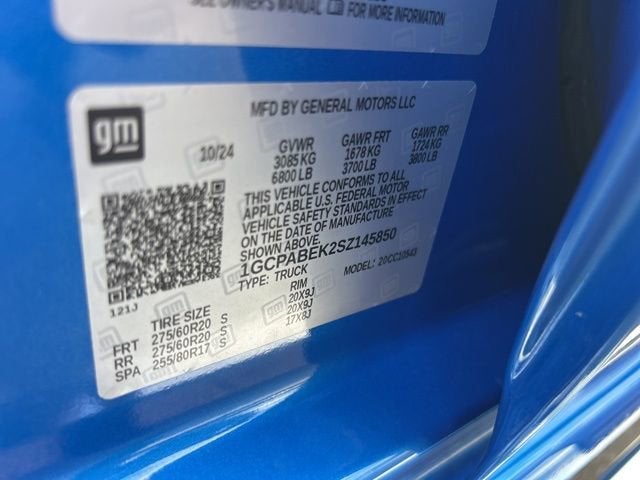 SEE OWNER'S MANUAL FOR MORE INFORMATION
gm
MFD BY GENERAL MOTORS LLC
10/24 GVWR GAWR FRT GAWR RR
3085 KG 1678 KG 1724 KG
6800 LB 3700 LB 3800 LB
THIS VEHICLE CONFORMS TO ALL
APPLICABLE U.S. FEDERAL MOTOR
VEHICLE SAFETY STANDARDS IN EFFECT
ON THE DATE OF MANUFACTURE
SHOWN ABOVE.
1GCPABEK2SZ145850
TYPE: TRUCK MODEL: 20CC10543
121J
TIRE SIZE RIM
FRT 275/60R20 S 20X9J
RR 275/60R20 S 20X9J
SPA 255/80R17 S 17X8J